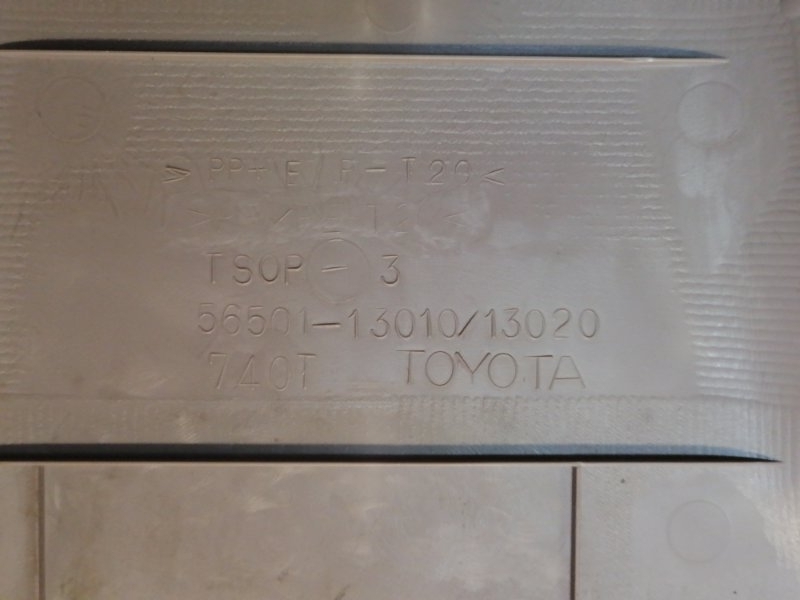 >PP+E/P-T20<
TSOP-3
56501-13010/13020
740T TOYOTA